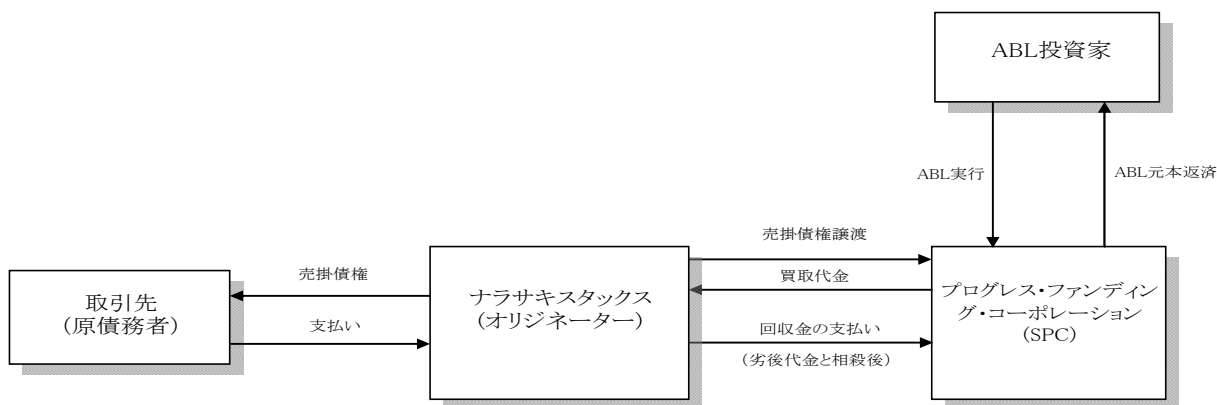 ABL投資家
ABL実行
ABL元本返済
売掛債権譲渡
売掛債権
買取代金
取引先
(原債務者)
ナラサキスタックス
(オリジネーター)
プログレス・ファンディン
グ・コーポレーション
(SPC)
支払い
回収金の支払い
(劣後代金と相殺後)